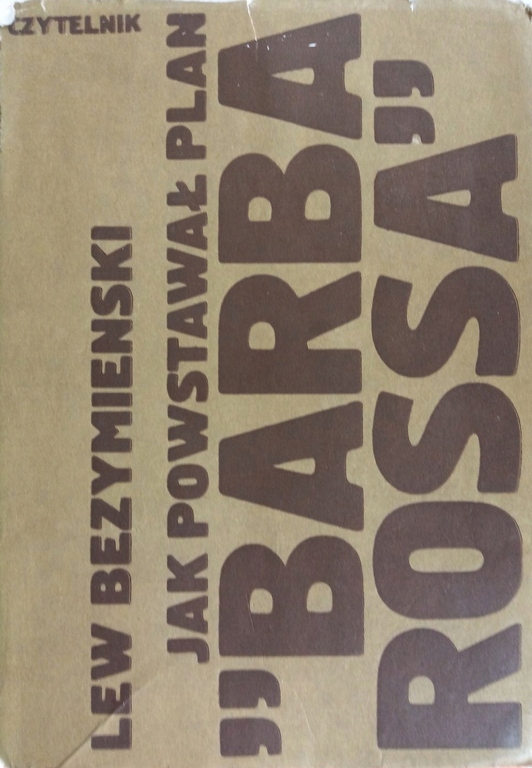 CZYTELNIK
LEW BEZYMIENSKI
JAK POWSTAWAŁ PLAN
„BARBA
ROSSA”